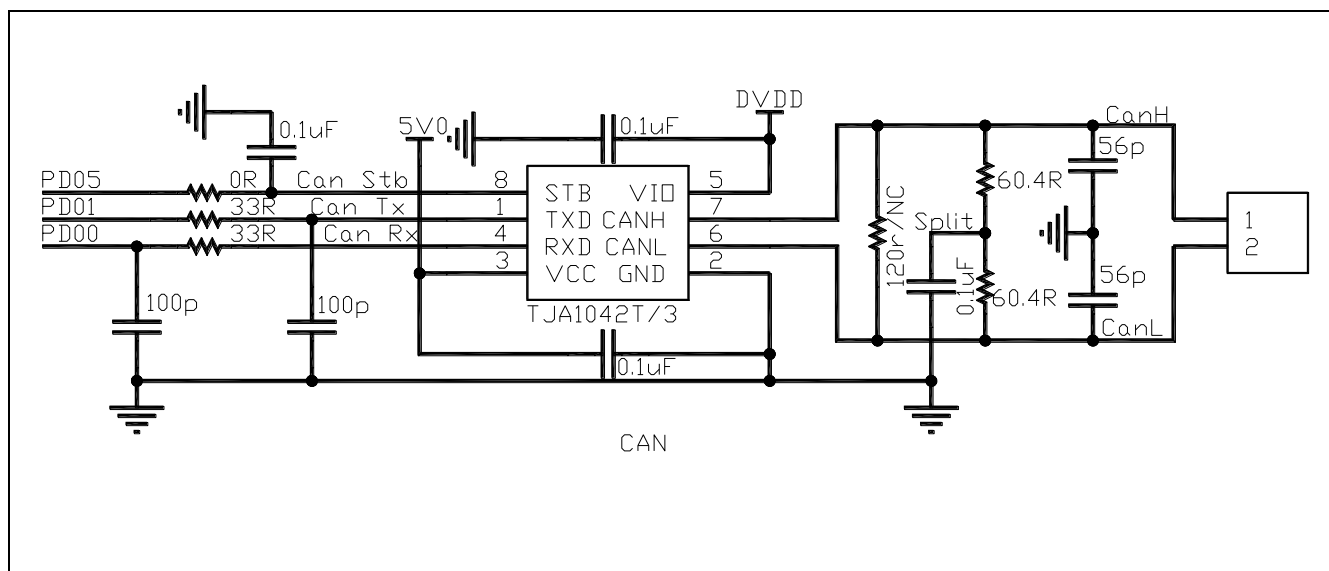 DVDD
CanH
5V0
0.1uF
0.1uF
56p
PD05 0R Can Stb 8 STB VIO 5
60.4R
PD01 33R Can Tx 1 TXD CANH 7
120r/NC
Split
1
PD00 33R Can Rx 4 RXD CANL 6
2
3 VCC GND 2
0.1uF
56p
100p
100p
60.4R
TJA1042T/3
CanL
0.1uF
CAN